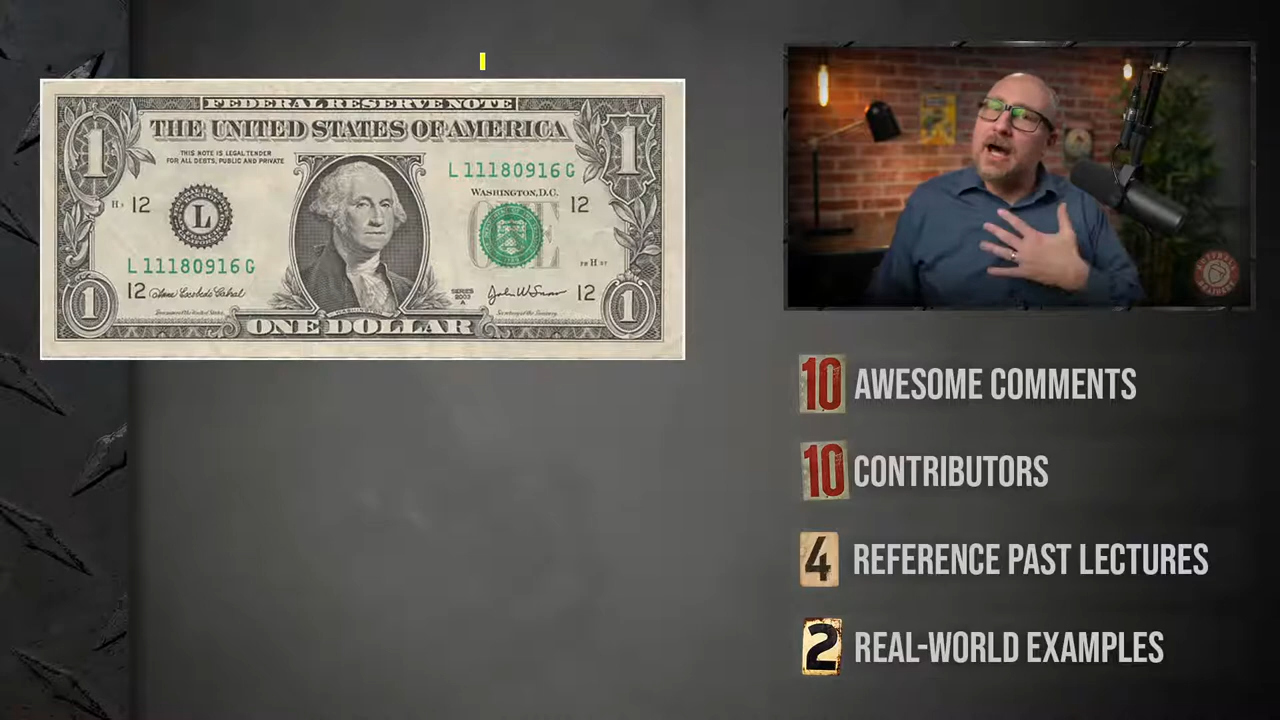 FEDERAL RESERVE NOTE
THE UNITED STATES OF AMERICA
1
1
THIS NOTE IS LEGAL TENDER
FOR ALL DEBTS, PUBLIC AND PRIVATE
L 11180916 G
WASHINGTON, D.C.
12
L
12
ONE
L 11180916 G
12
SERIES
2003
A
12
1
ONE DOLLAR
1
10 AWESOME COMMENTS
10 CONTRIBUTORS
4 REFERENCE PAST LECTURES
2 REAL-WORLD EXAMPLES